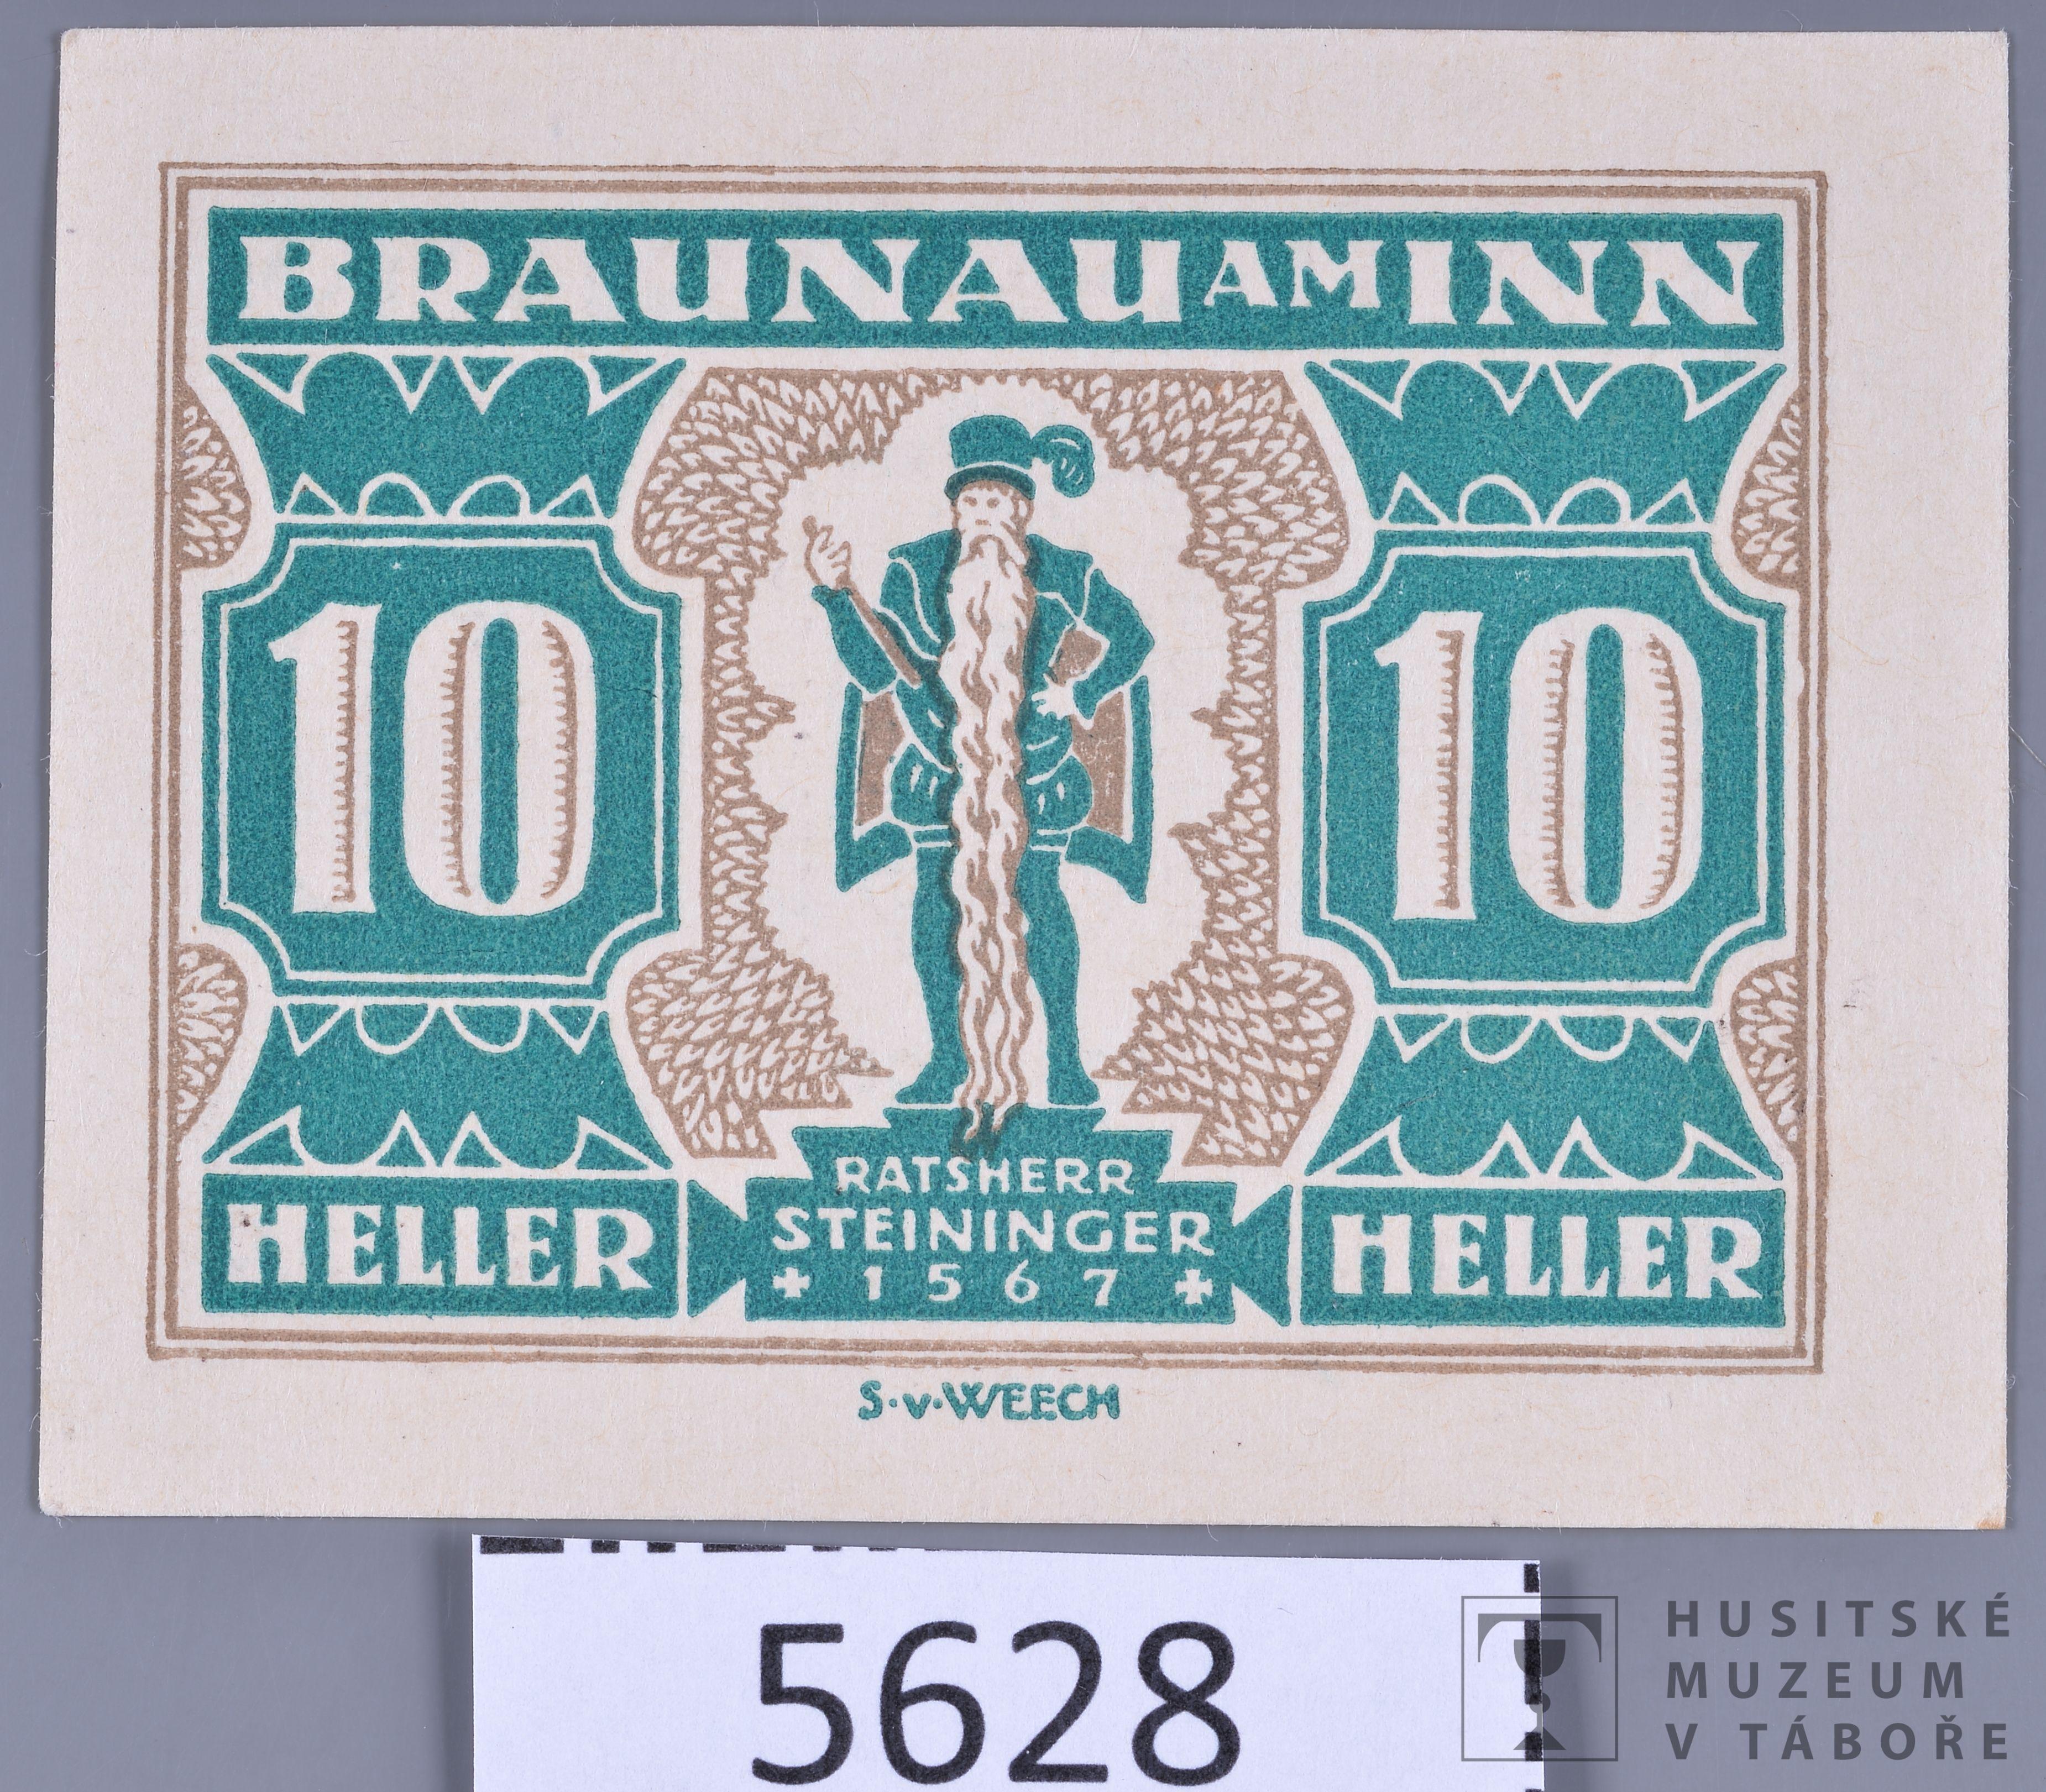 BRAUNAU AM INN
10
10
HELLER
RATSHERR
STEININGER
+ 1567 +
HELLER
S.v.WEECH
5628
HUSITSKÉ
MUZEUM
V TÁBOŘE